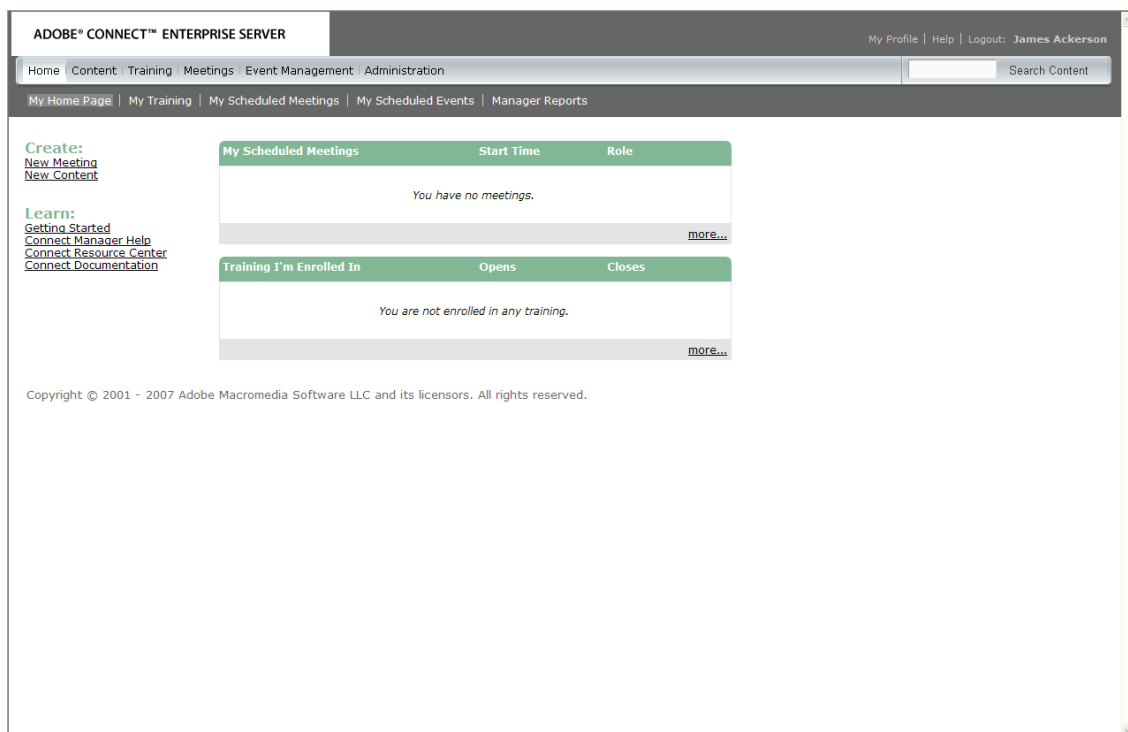 ADOBE® CONNECT™ ENTERPRISE SERVER
My Profile | Help | Logout: James Ackerson
Home Content Training Meetings Event Management Administration
Search Content
My Home Page | My Training | My Scheduled Meetings | My Scheduled Events | Manager Reports
Create:
New Meeting
New Content
Learn:
Getting Started
Connect Manager Help
Connect Resource Center
Connect Documentation
My Scheduled Meetings Start Time Role
You have no meetings.
more...
Training I'm Enrolled In Opens Closes
You are not enrolled in any training.
more...
Copyright © 2001 - 2007 Adobe Macromedia Software LLC and its licensors. All rights reserved.